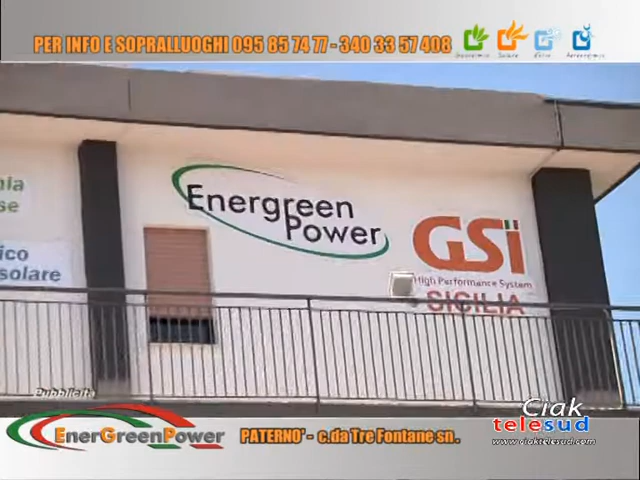 PER INFO E SOPRALLUOGHI 095 85 74 77 - 340 33 57 408
Energreen
Power
GSi
High Performance System
SICILIA
solare
Pubblicità
EnerGreenPower
PATERNO' - c.da Tre Fontane sn.
Ciak
telesud
www.ciaktelesud.com